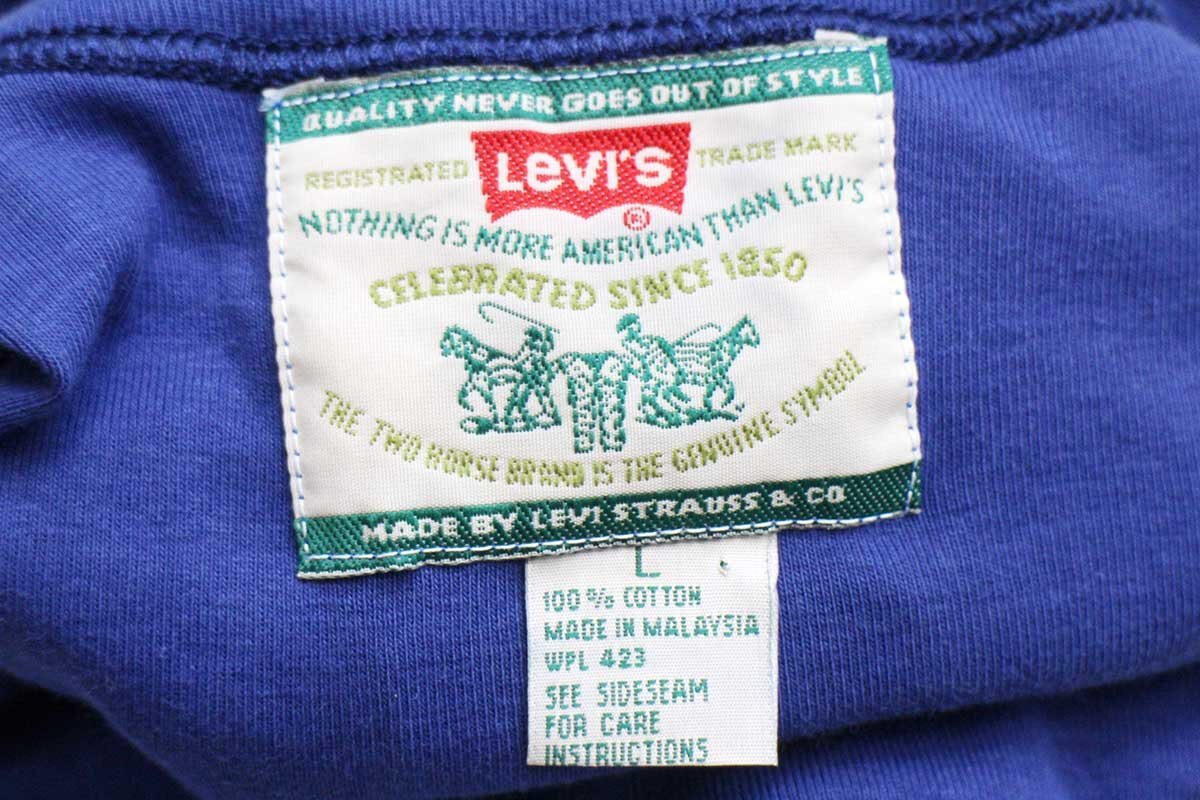 QUALITY NEVER GOES OUT OF STYLE
REGISTRATED LEVI'S TRADE MARK
®
NOTHING IS MORE AMERICAN THAN LEVI'S
CELEBRATED SINCE 1850
THE TWO HORSE BRAND IS THE GENUINE SYMBOL
MADE BY LEVI STRAUSS & CO
L
100 % COTTON
MADE IN MALAYSIA
WPL 423
SEE SIDESEAM
FOR CARE
INSTRUCTIONS